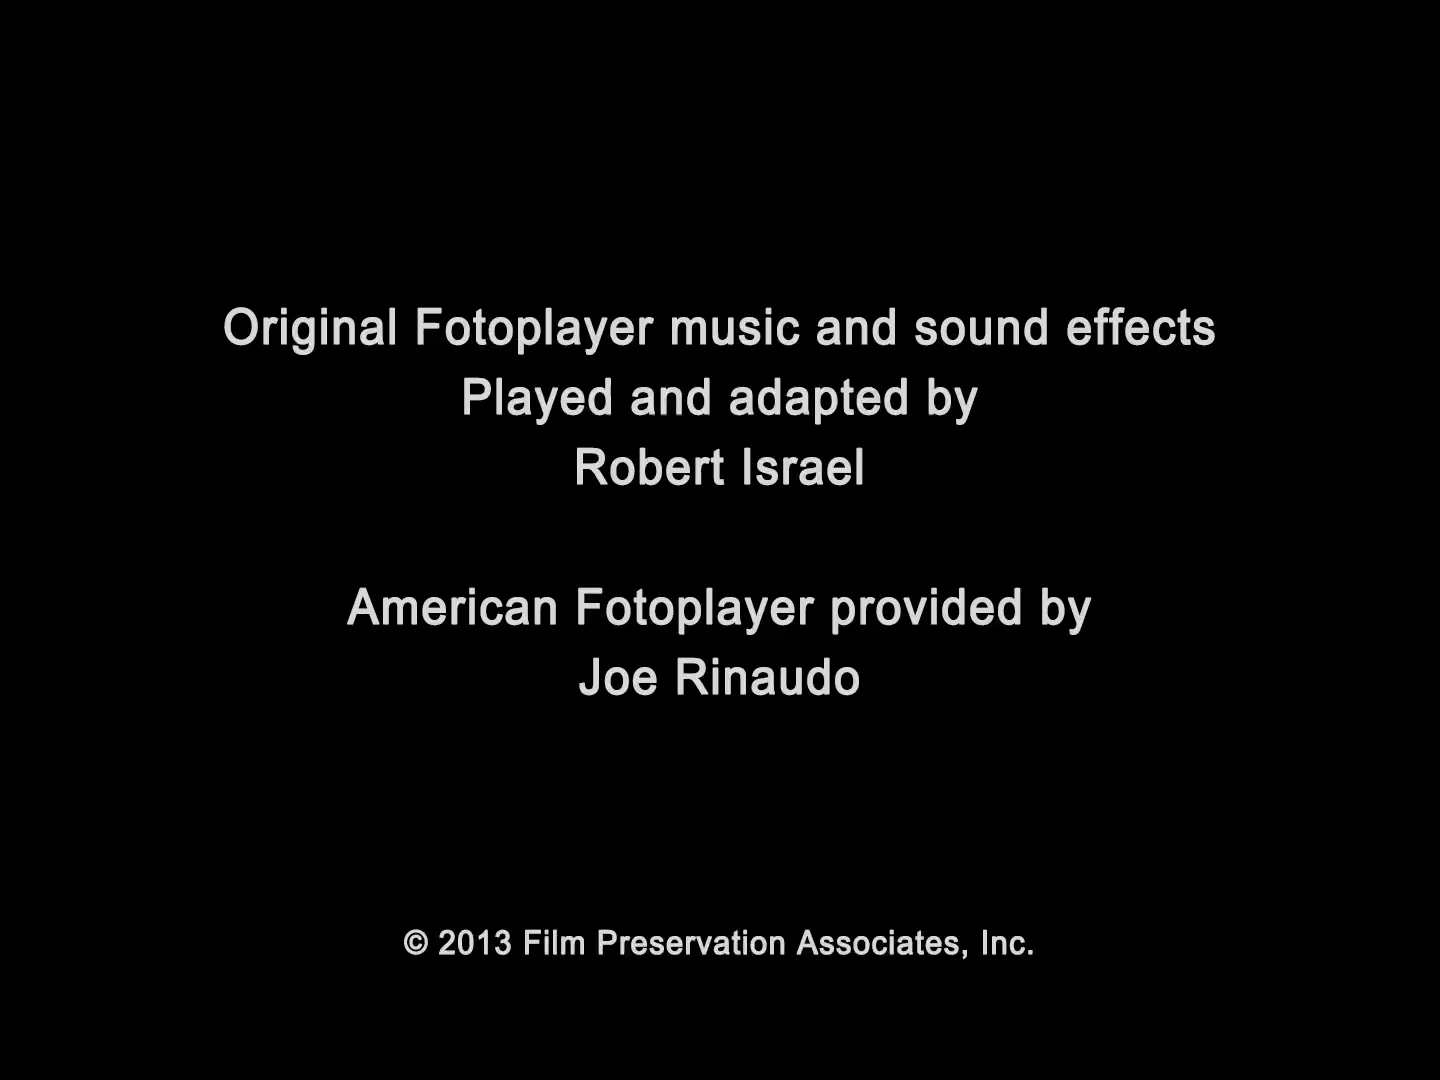 Original Fotoplayer music and sound effects
Played and adapted by
Robert Israel
American Fotoplayer provided by
Joe Rinaudo
© 2013 Film Preservation Associates, Inc.